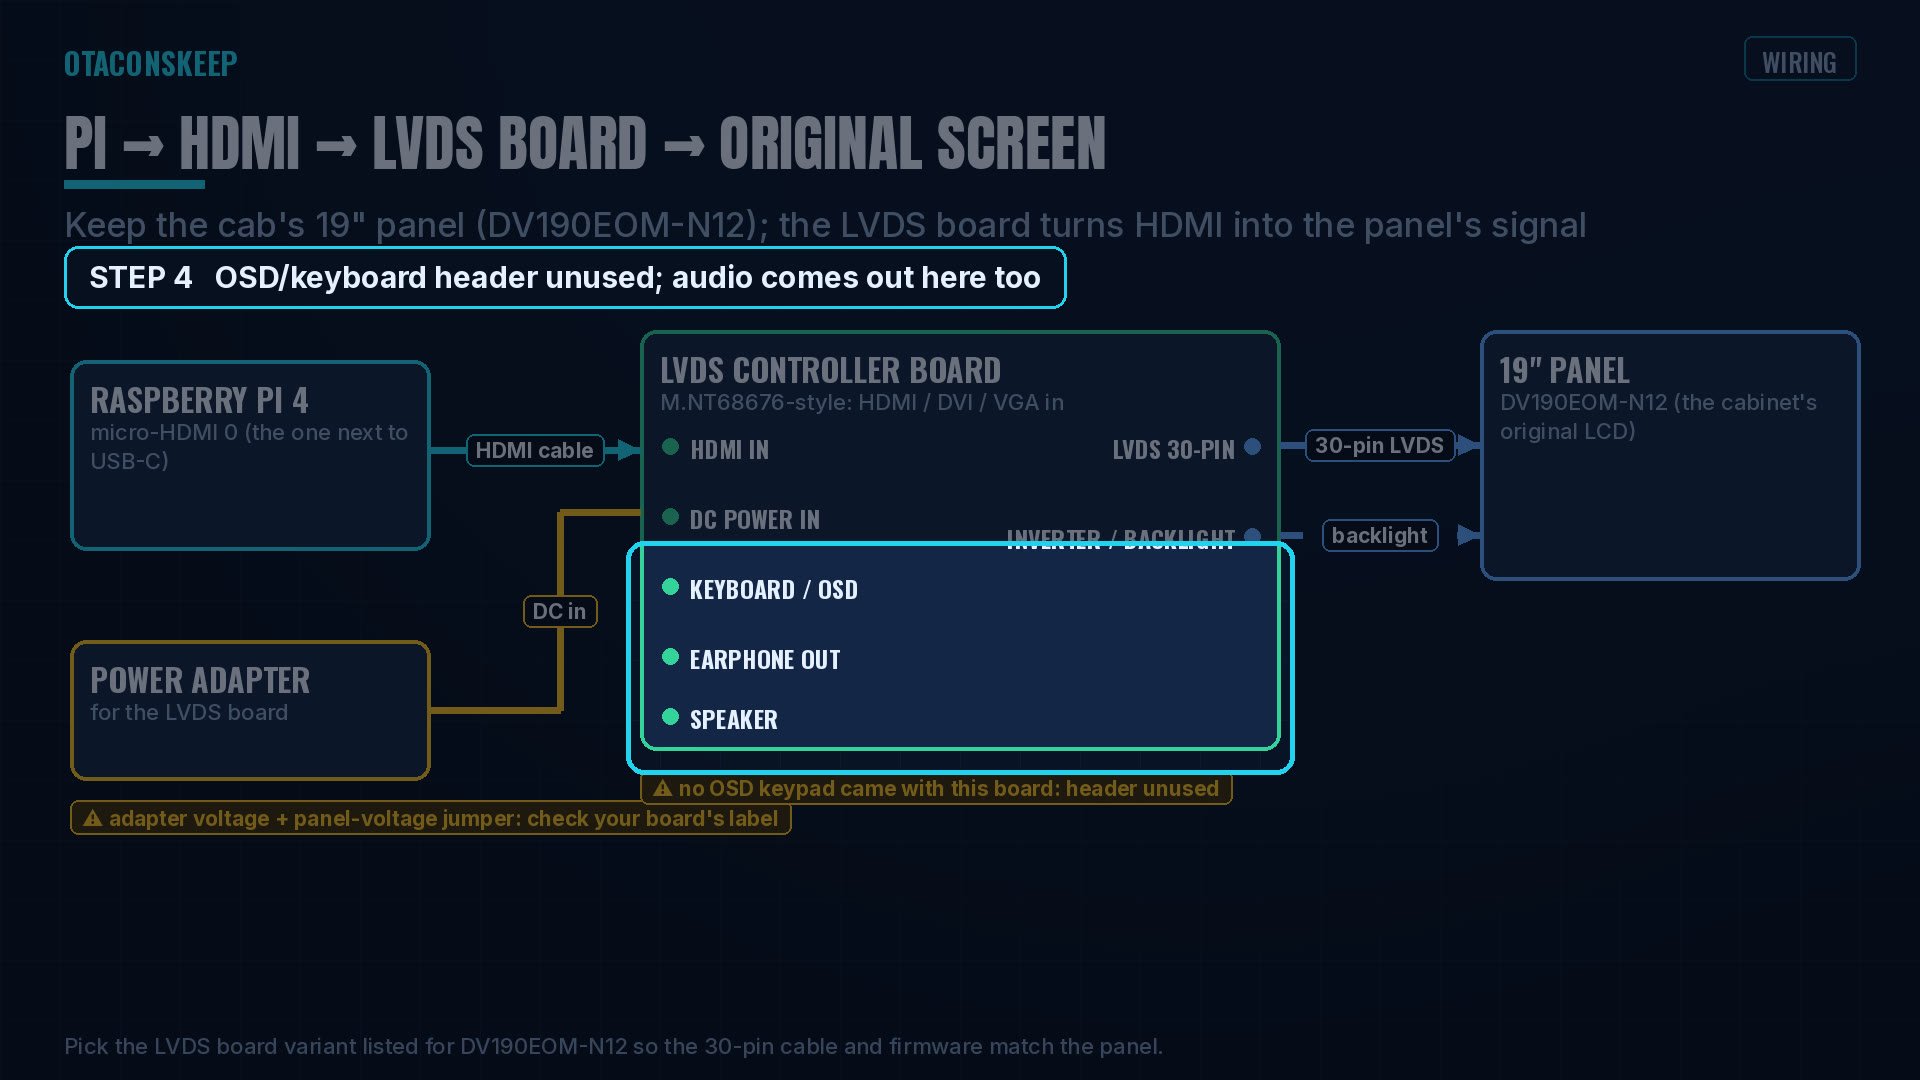 OTACONSKEEP
WIRING
PI → HDMI → LVDS BOARD → ORIGINAL SCREEN
Keep the cab's 19" panel (DV190EOM-N12); the LVDS board turns HDMI into the panel's signal
STEP 4 OSD/keyboard header unused; audio comes out here too
RASPBERRY PI 4
micro-HDMI 0 (the one next to
USB-C)
HDMI cable
LVDS CONTROLLER BOARD
M.NT68676-style: HDMI / DVI / VGA in
HDMI IN
LVDS 30-PIN
DC POWER IN
INVERTER / BACKLIGHT
KEYBOARD / OSD
EARPHONE OUT
SPEAKER
30-pin LVDS
backlight
19" PANEL
DV190EOM-N12 (the cabinet's
original LCD)
DC in
POWER ADAPTER
for the LVDS board
⚠ no OSD keypad came with this board: header unused
⚠ adapter voltage + panel-voltage jumper: check your board's label
Pick the LVDS board variant listed for DV190EOM-N12 so the 30-pin cable and firmware match the panel.